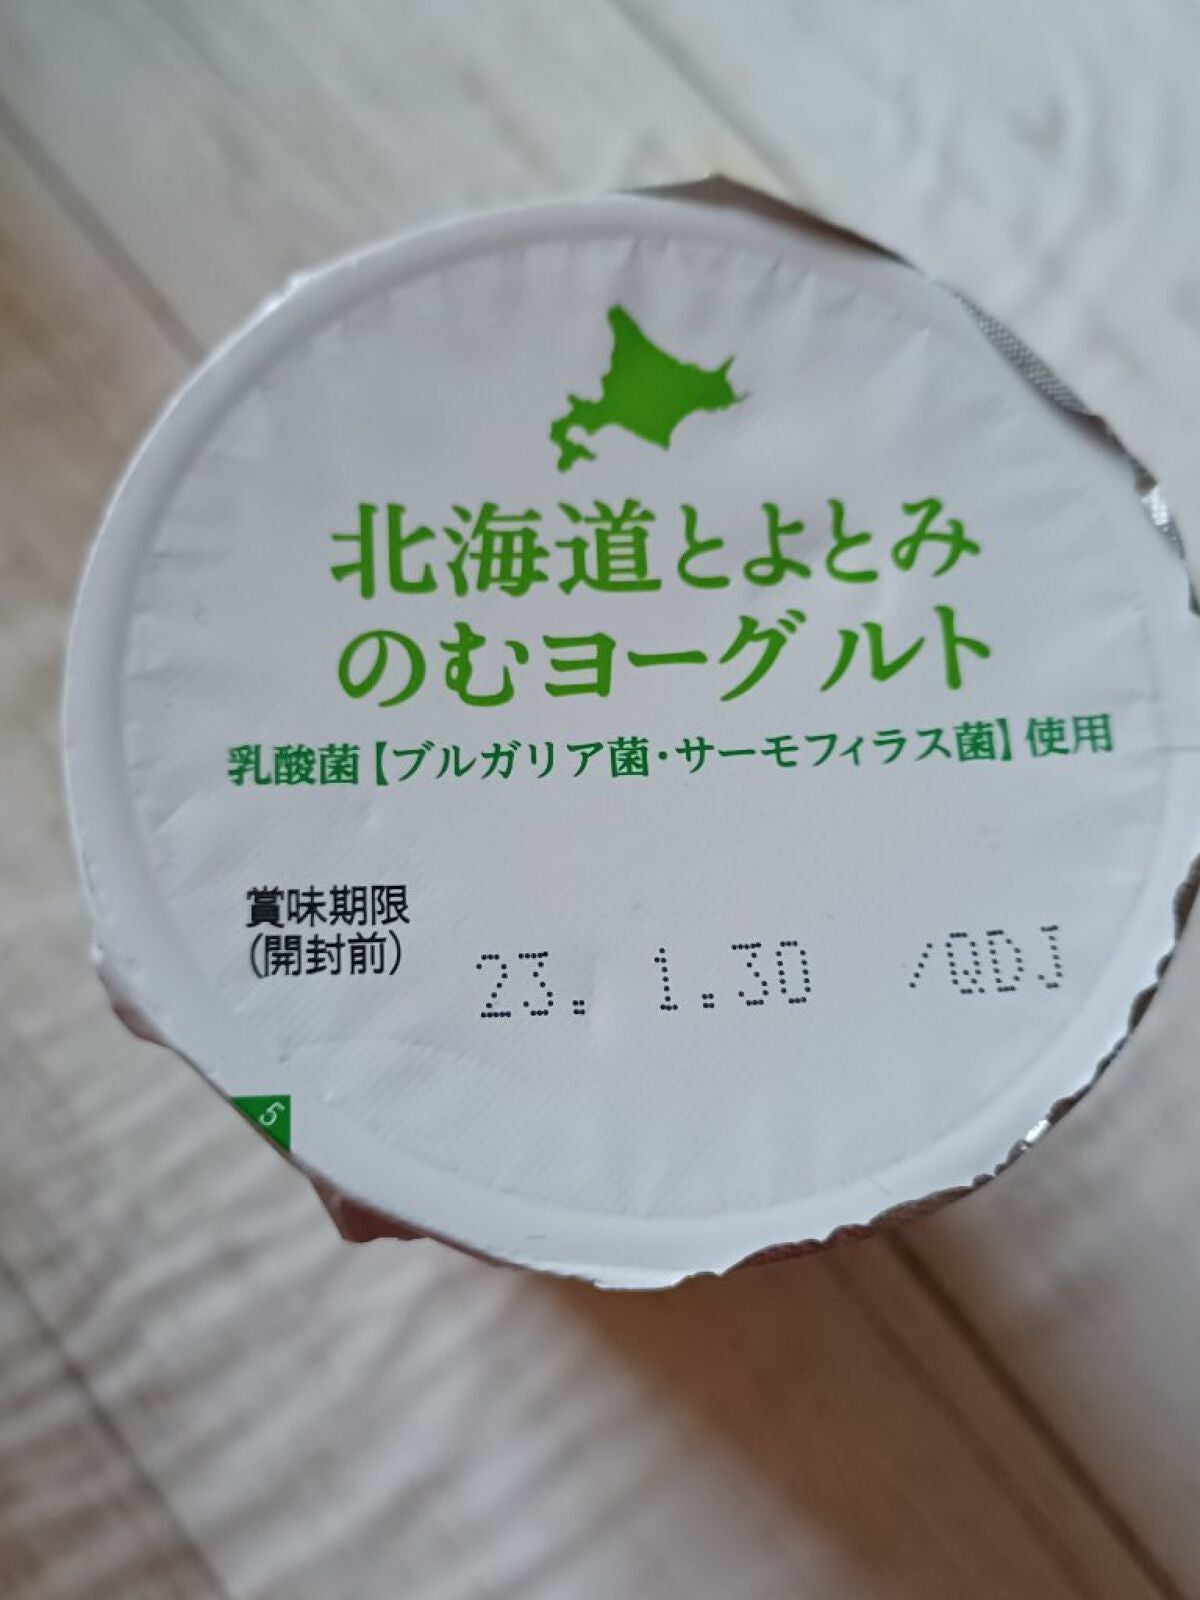 北海道とよとみ
のむヨーグルト
乳酸菌【ブルガリア菌・サーモフィラス菌】使用
賞味期限
(開封前) 23. 1.30 /QDJ
5